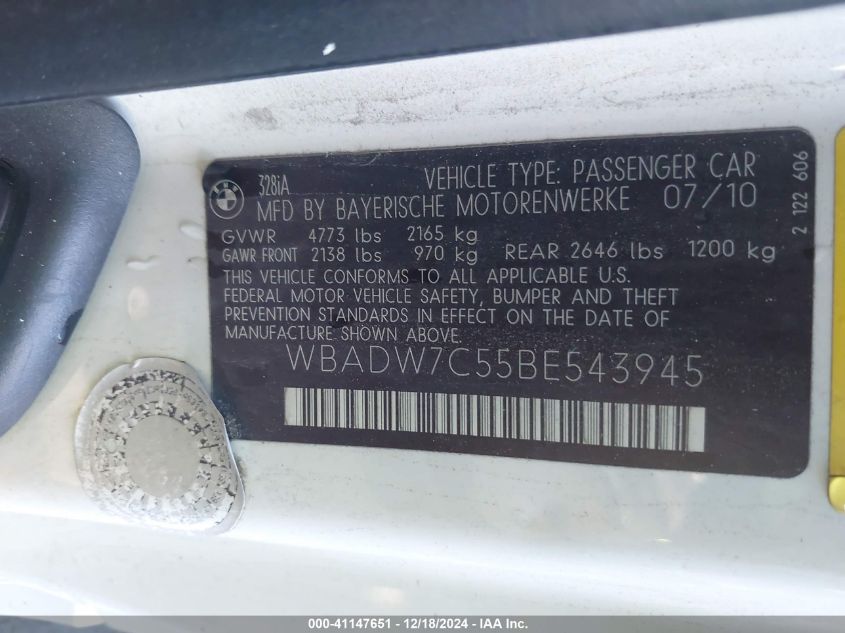 328iA VEHICLE TYPE: PASSENGER CAR
MFD BY BAYERISCHE MOTORENWERKE 07/10
GVWR 4773 lbs 2165 kg
GAWR FRONT 2138 lbs 970 kg REAR 2646 lbs 1200 kg
THIS VEHICLE CONFORMS TO ALL APPLICABLE U.S.
FEDERAL MOTOR VEHICLE SAFETY, BUMPER AND THEFT
PREVENTION STANDARDS IN EFFECT ON THE DATE OF
MANUFACTURE SHOWN ABOVE.
WBADW7C55BE543945
2 122 606
BMW
000-41147651 - 12/18/2024 - IAA Inc.